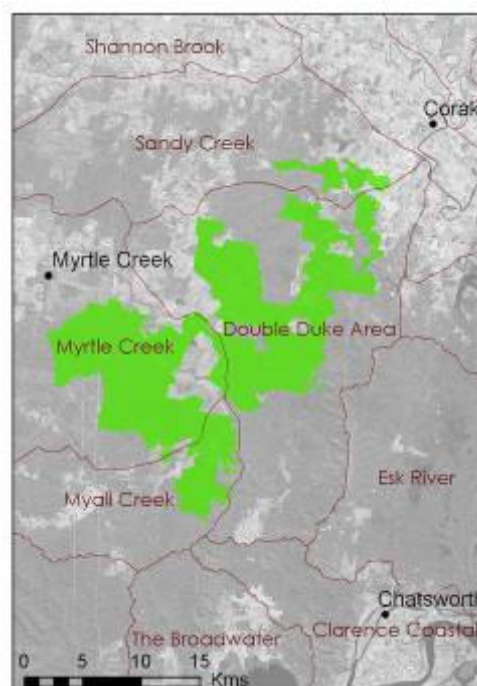 Shannon Brook
Corak
Sandy Creek
Myrtle Creek
Double Duke Area
Myrtle Creek
Esk River
Myall Creek
Chatsworth
The Broadwater
Clarence Coastal
0 5 10 15
Kms